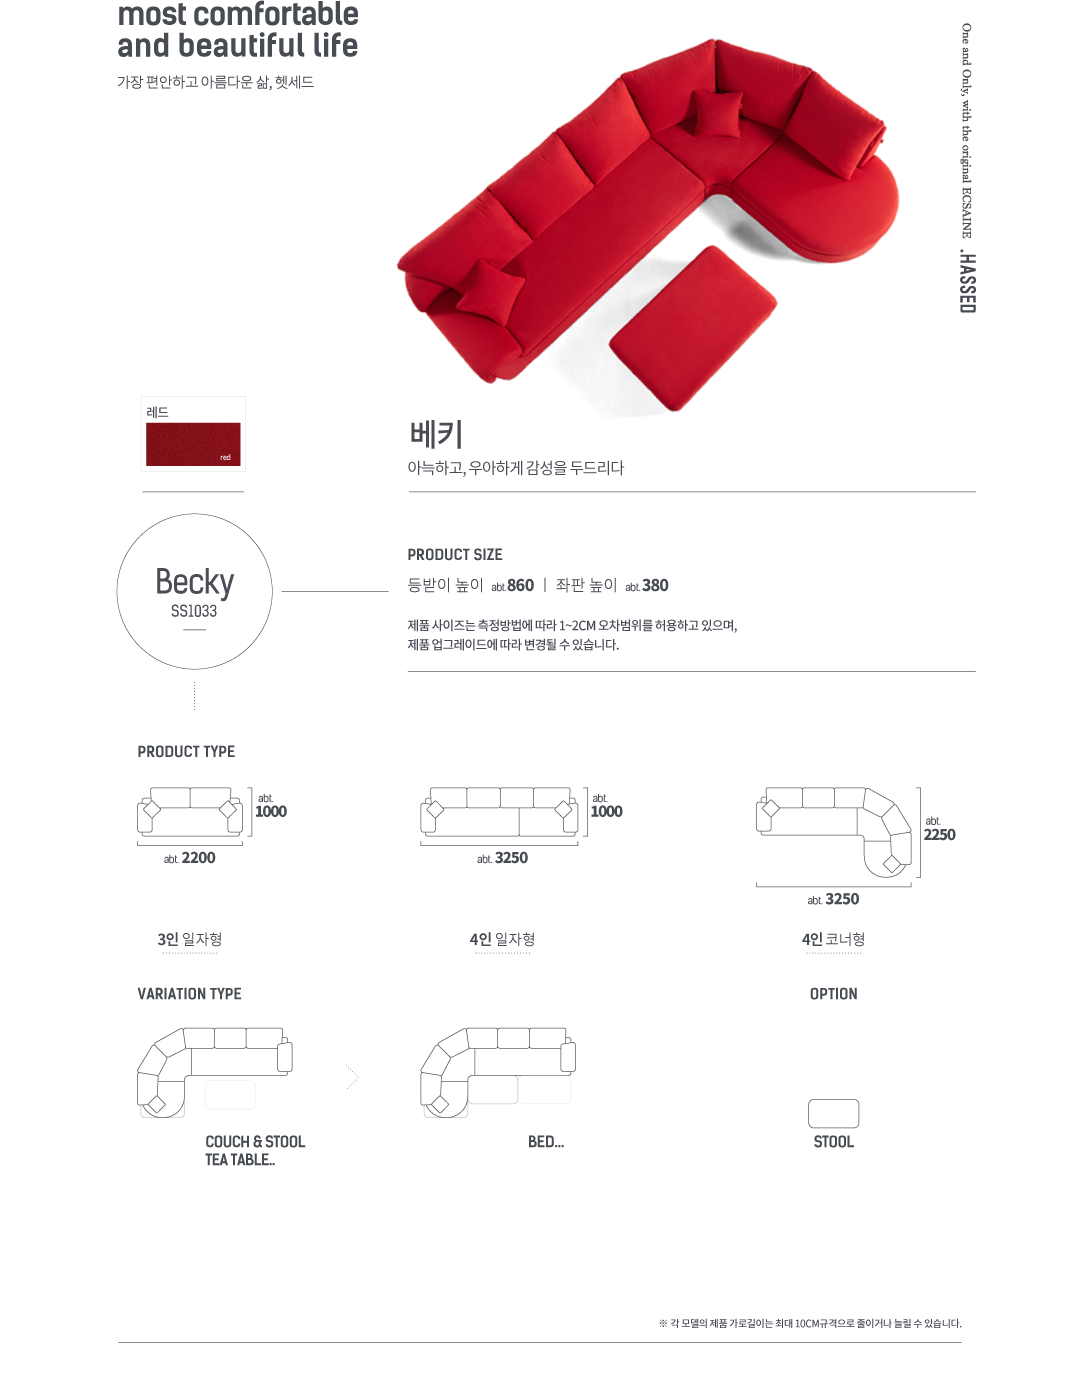 most comfortable
and beautiful life
가장 편안하고 아름다운 삶, 헷세드
One and Only, with the original ECSAINE .HASSED
레드
red
베키
아늑하고, 우아하게 감성을 두드리다
Becky
SS1033
PRODUCT SIZE
등받이 높이 abt.860 | 좌판 높이 abt.380
제품 사이즈는 측정방법에 따라 1~2CM 오차범위를 허용하고 있으며,
제품 업그레이드에 따라 변경될 수 있습니다.
PRODUCT TYPE
abt.
1000
abt. 2200
3인 일자형
abt.
1000
abt. 3250
4인 일자형
abt.
2250
abt. 3250
4인 코너형
VARIATION TYPE
COUCH & STOOL
TEA TABLE..
BED...
OPTION
STOOL
※ 각 모델의 제품 가로길이는 최대 10CM규격으로 줄이거나 늘릴 수 있습니다.